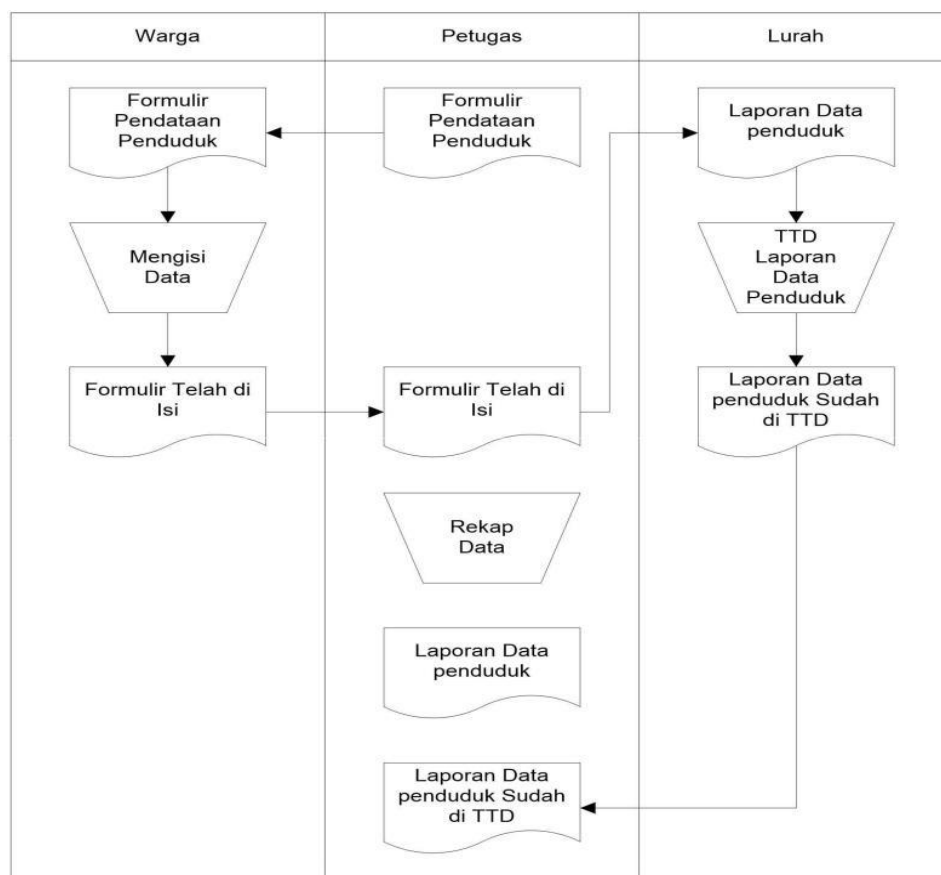 Warga
Petugas
Lurah
Formulir
Pendataan
Penduduk
Formulir
Pendataan
Penduduk
Laporan Data
penduduk
Mengisi
Data
TTD
Laporan
Data
Penduduk
Formulir Telah di
Isi
Formulir Telah di
Isi
Laporan Data
penduduk Sudah
di TTD
Rekap
Data
Laporan Data
penduduk
Laporan Data
penduduk Sudah
di TTD